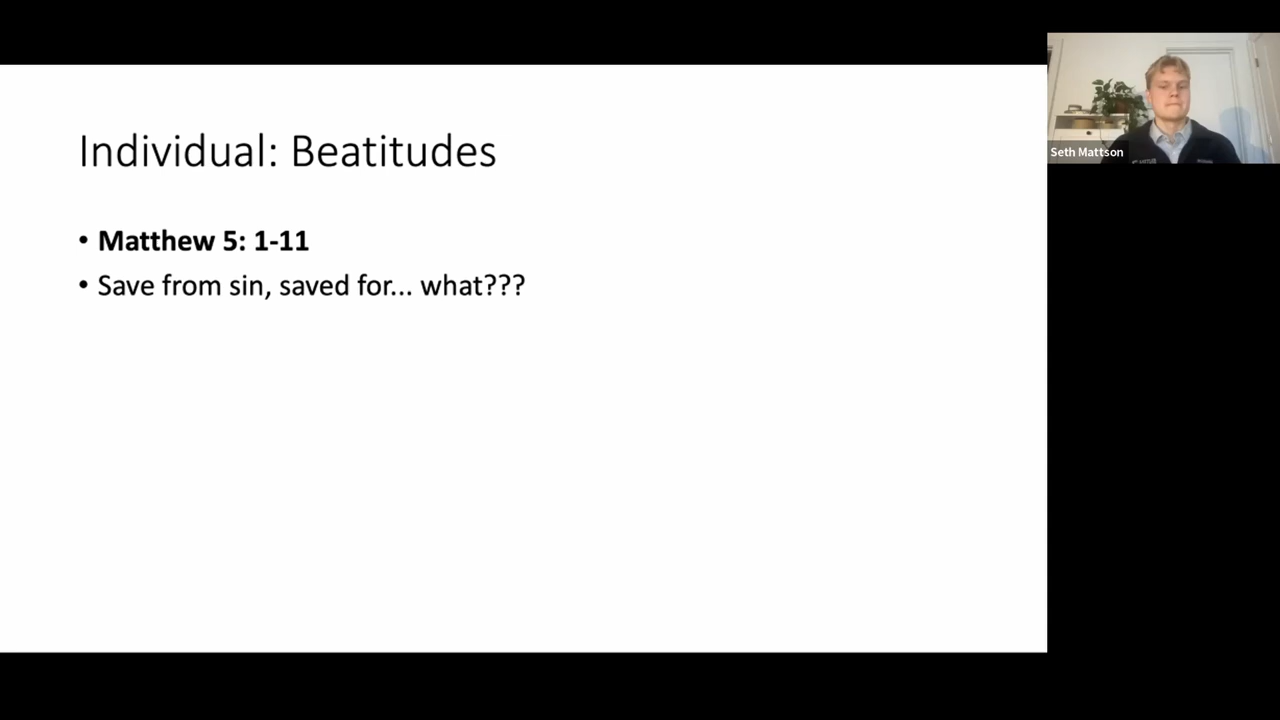 Individual: Beatitudes
• Matthew 5: 1-11
• Save from sin, saved for... what???
Seth Mattson